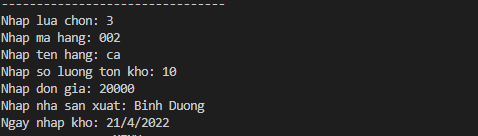 ------------------------------
Nhap lua chon: 3
Nhap ma hang: 002
Nhap ten hang: ca
Nhap so luong ton kho: 10
Nhap don gia: 20000
Nhap nha san xuat: Binh Duong
Ngay nhap kho: 21/4/2022